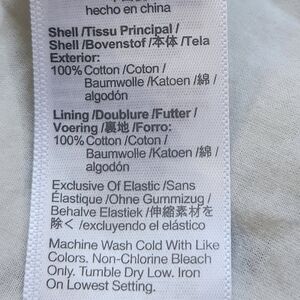 hecho en china
Shell /Tissu Principal /
Shell /Bovenstof /本体 /Tela
Exterior:
100% Cotton /Coton /
Baumwolle /Katoen /綿 /
algodón
Lining /Doublure /Futter /
Voering /裏地 /Forro:
100% Cotton /Coton /
Baumwolle /Katoen /綿 /
algodón
Exclusive Of Elastic /Sans
Élastique /Ohne Gummizug /
Behalve Elastiek /伸縮素材を
除く /excluyendo el elástico
Machine Wash Cold With Like
Colors. Non-Chlorine Bleach
Only. Tumble Dry Low. Iron
On Lowest Setting.